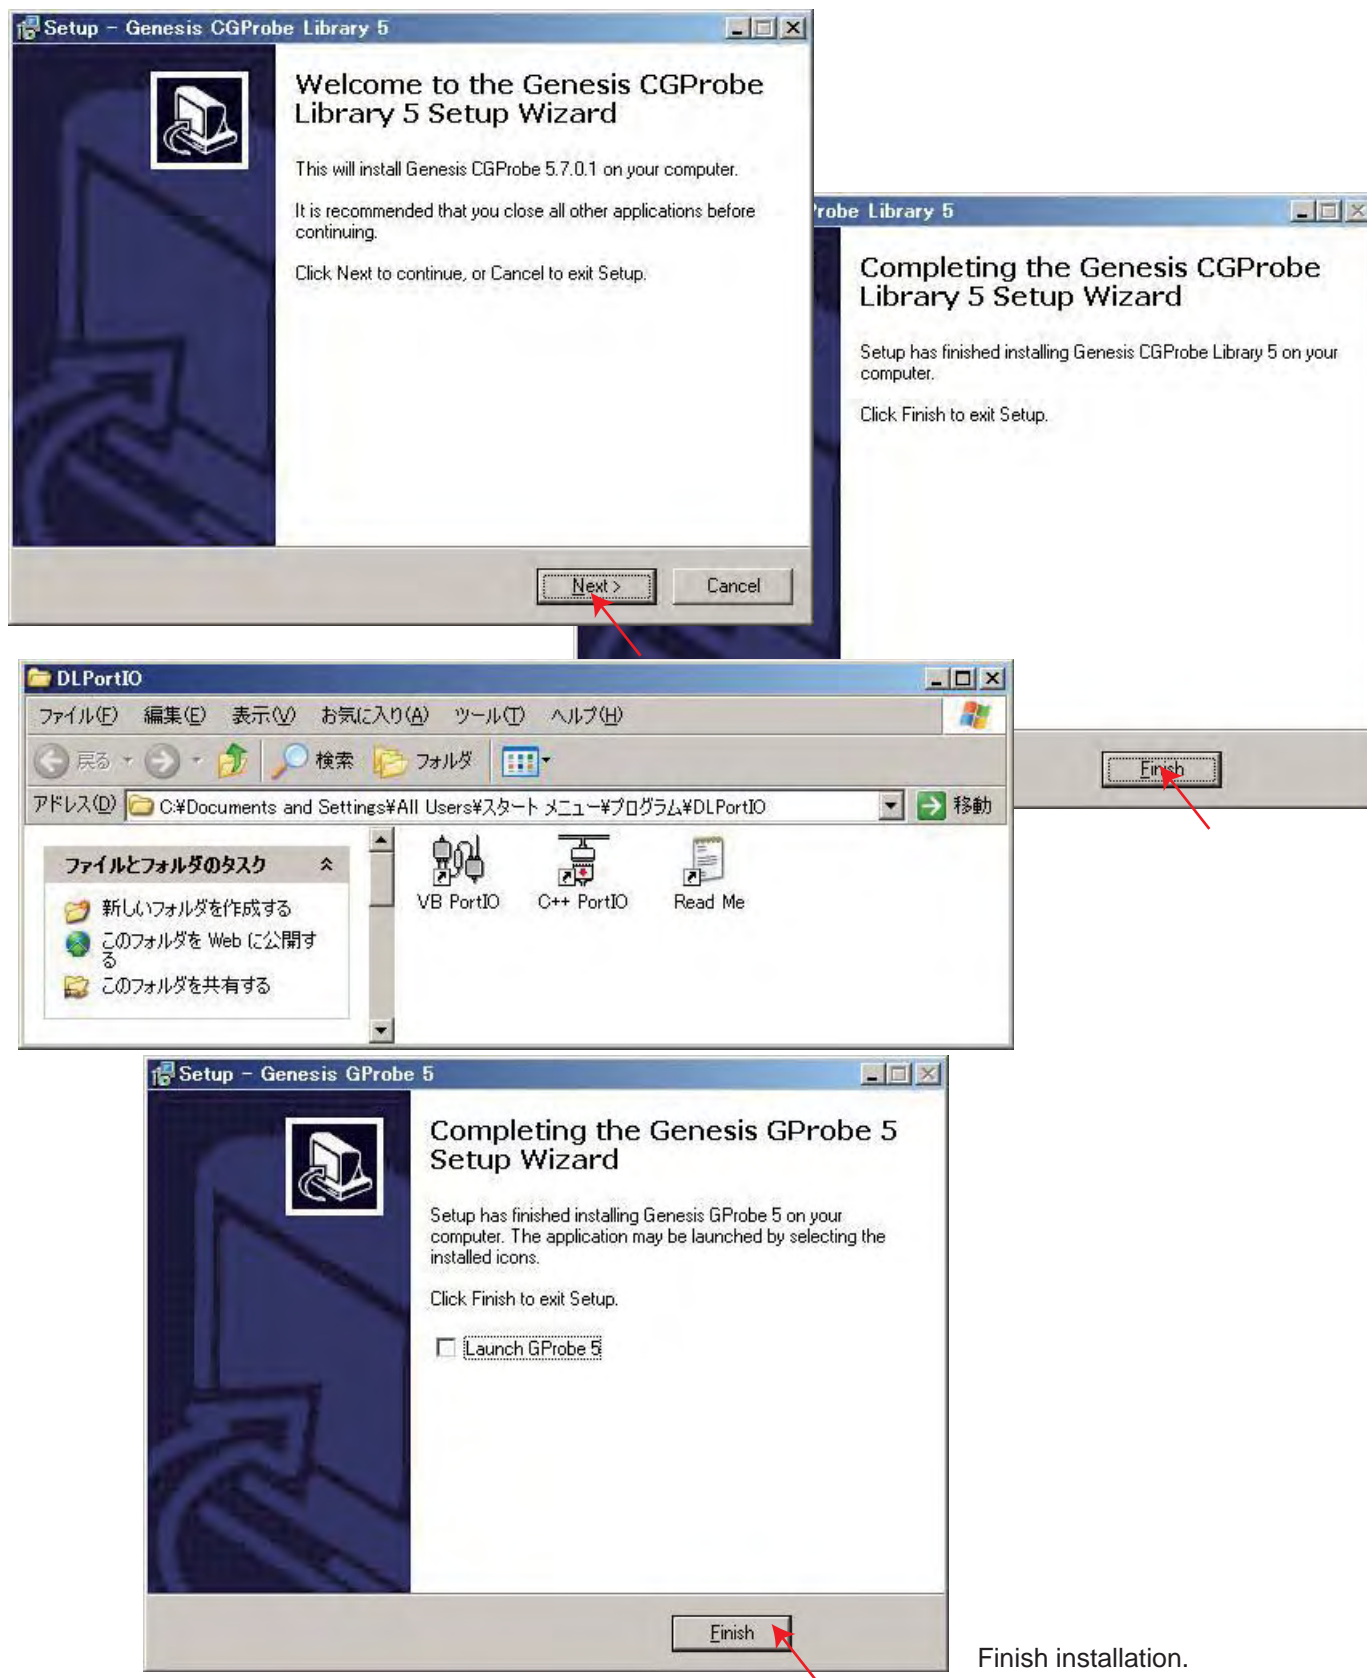 Setup - Genesis CGProbe Library 5
Welcome to the Genesis CGProbe
Library 5 Setup Wizard
This will install Genesis CGProbe 5.7.0.1 on your computer.
It is recommended that you close all other applications before
continuing.
Click Next to continue, or Cancel to exit Setup.
Next >
Cancel
Probe Library 5
Completing the Genesis CGProbe
Library 5 Setup Wizard
Setup has finished installing Genesis CGProbe Library 5 on your
computer.
Click Finish to exit Setup.
Finish
DLPortIO
ファイル(F) 編集(E) 表示(V) お気に入り(A) ツール(T) ヘルプ(H)
戻る 検索 フォルダ
アドレス(D) C:¥Documents and Settings¥All Users¥スタート メニュー¥プログラム¥DLPortIO 移動
ファイルとフォルダのタスク
新しいフォルダを作成する
このフォルダを Web に公開す
る
このフォルダを共有する
VB PortIO C++ PortIO Read Me
Setup - Genesis GProbe 5
Completing the Genesis GProbe 5
Setup Wizard
Setup has finished installing Genesis GProbe 5 on your
computer. The application may be launched by selecting the
installed icons.
Click Finish to exit Setup.
Launch GProbe 5
Finish
Finish installation.